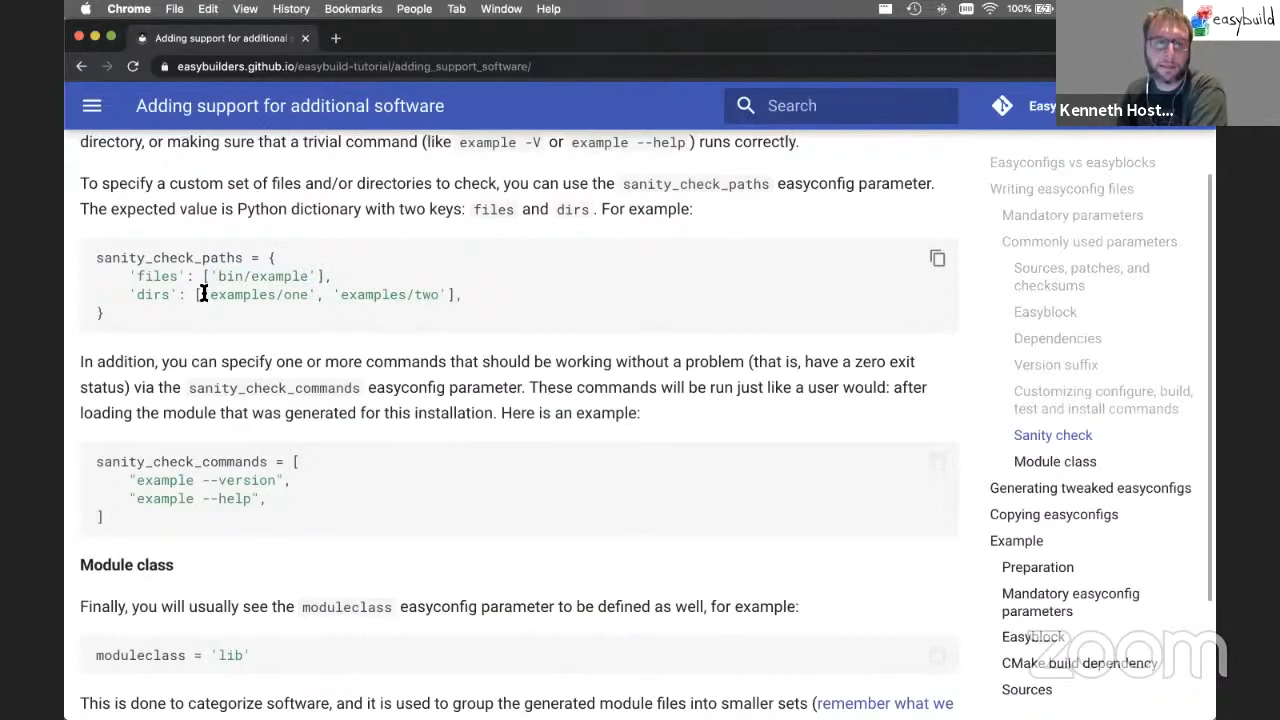 Chrome File Edit View History Bookmarks People Tab Window Help 100%
Adding support for additional
easybuilders.github.io/easybuild-tutorial/adding_support_software/
easybuild
Adding support for additional software
Search
Easy
Kenneth Host...
directory, or making sure that a trivial command (like example -V or example --help ) runs correctly.
To specify a custom set of files and/or directories to check, you can use the sanity_check_paths easyconfig parameter.
The expected value is Python dictionary with two keys: files and dirs . For example:
sanity_check_paths = {
'files': ['bin/example'],
'dirs': ['examples/one', 'examples/two'],
}
In addition, you can specify one or more commands that should be working without a problem (that is, have a zero exit
status) via the sanity_check_commands easyconfig parameter. These commands will be run just like a user would: after
loading the module that was generated for this installation. Here is an example:
sanity_check_commands = [
"example --version",
"example --help",
]
Module class
Finally, you will usually see the moduleclass easyconfig parameter to be defined as well, for example:
moduleclass = 'lib'
This is done to categorize software, and it is used to group the generated module files into smaller sets (remember what we
Easyconfigs vs easyblocks
Writing easyconfig files
Mandatory parameters
Commonly used parameters
Sources, patches, and
checksums
Easyblock
Dependencies
Version suffix
Customizing configure, build,
test and install commands
Sanity check
Module class
Generating tweaked easyconfigs
Copying easyconfigs
Example
Preparation
Mandatory easyconfig
parameters
Easyblock
CMake build dependency
Sources
zoom